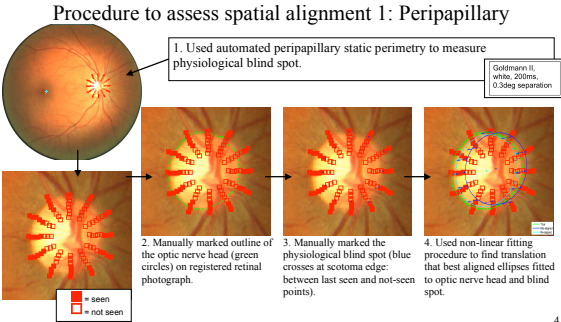 Procedure to assess spatial alignment 1: Peripapillary
1. Used automated peripapillary static perimetry to measure
physiological blind spot.
Goldmann II,
white, 200ms,
0.3deg separation
2. Manually marked outline of
the optic nerve head (green
circles) on registered retinal
photograph.
3. Manually marked the
physiological blind spot (blue
crosses at scotoma edge:
between last seen and not-seen
points).
4. Used non-linear fitting
procedure to find translation
that best aligned ellipses fitted
to optic nerve head and blind
spot.
= seen
= not seen
4